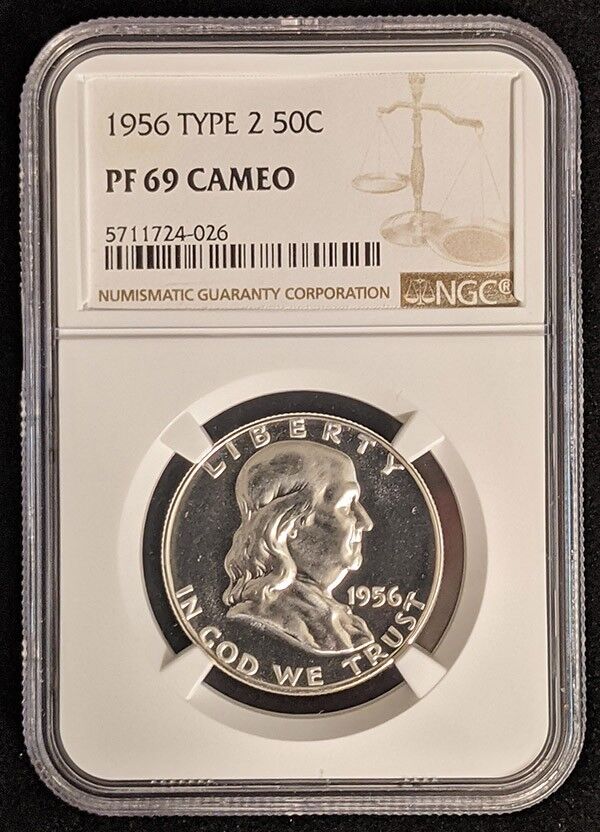 1956 TYPE 2 50C
PF 69 CAMEO
5711724-026
NUMISMATIC GUARANTY CORPORATION
NGC®
LIBERTY
1956
IN GOD WE TRUST